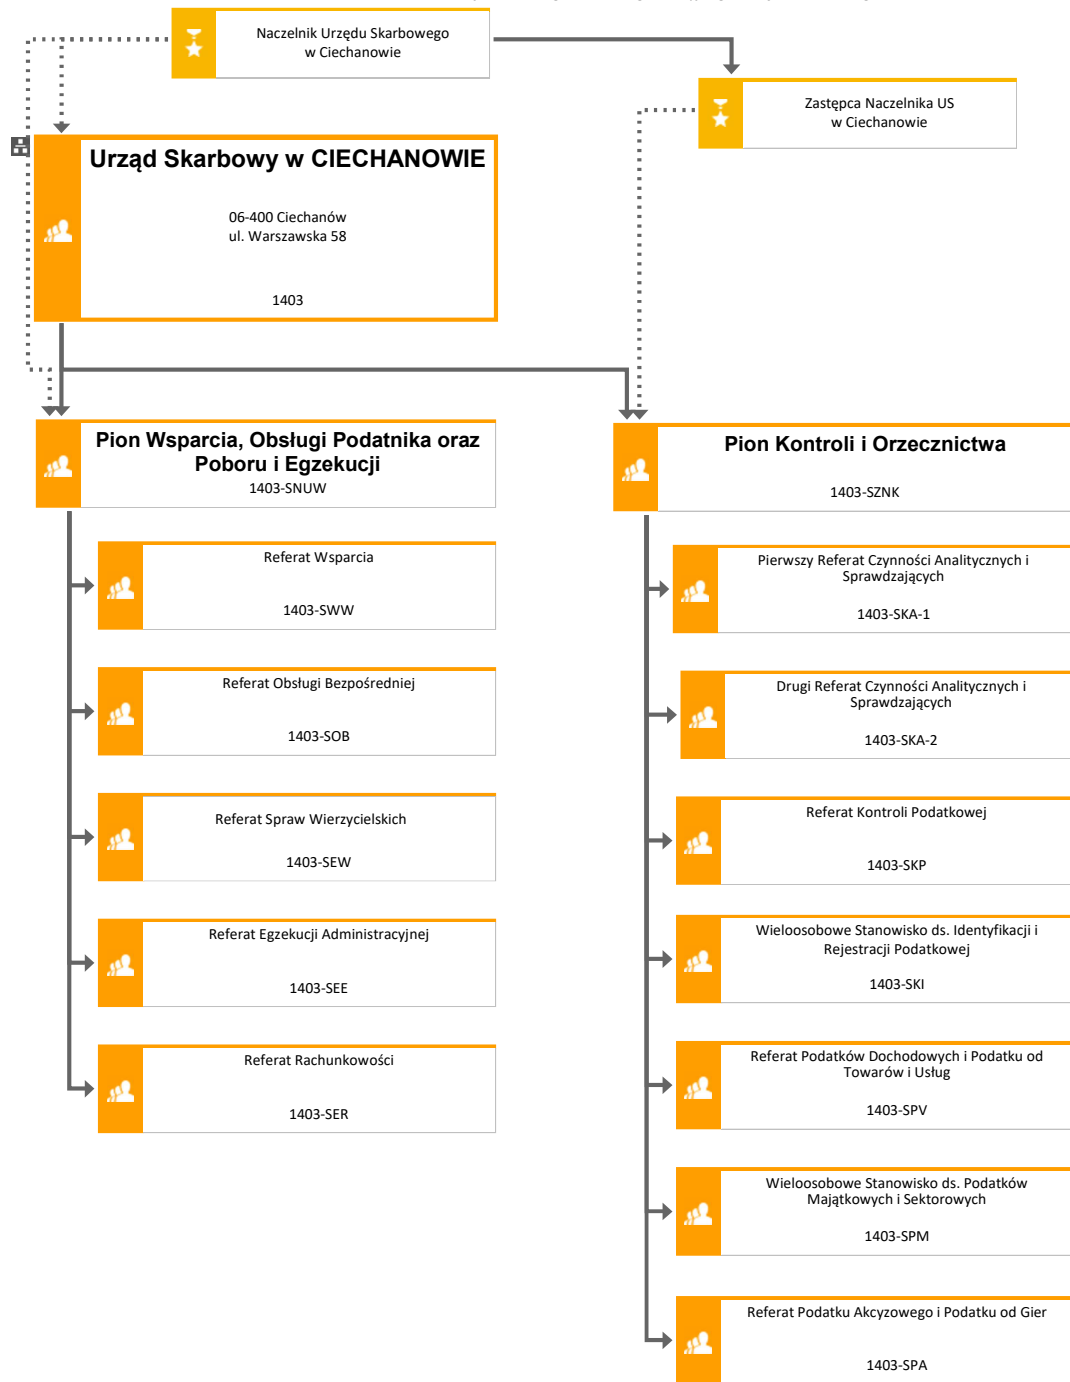 Naczelnik Urzędu Skarbowego
w Ciechanowie
Zastępca Naczelnika US
w Ciechanowie
Urząd Skarbowy w CIECHANOWIE
06-400 Ciechanów
ul. Warszawska 58
1403
Pion Wsparcia, Obsługi Podatnika oraz
Poboru i Egzekucji
1403-SNUW
Referat Wsparcia
1403-SWW
Referat Obsługi Bezpośredniej
1403-SOB
Referat Spraw Wierzycielskich
1403-SEW
Referat Egzekucji Administracyjnej
1403-SEE
Referat Rachunkowości
1403-SER
Pion Kontroli i Orzecznictwa
1403-SZNK
Pierwszy Referat Czynności Analitycznych i
Sprawdzających
1403-SKA-1
Drugi Referat Czynności Analitycznych i
Sprawdzających
1403-SKA-2
Referat Kontroli Podatkowej
1403-SKP
Wieloosobowe Stanowisko ds. Identyfikacji i
Rejestracji Podatkowej
1403-SKI
Referat Podatków Dochodowych i Podatku od
Towarów i Usług
1403-SPV
Wieloosobowe Stanowisko ds. Podatków
Majątkowych i Sektorowych
1403-SPM
Referat Podatku Akcyzowego i Podatku od Gier
1403-SPA